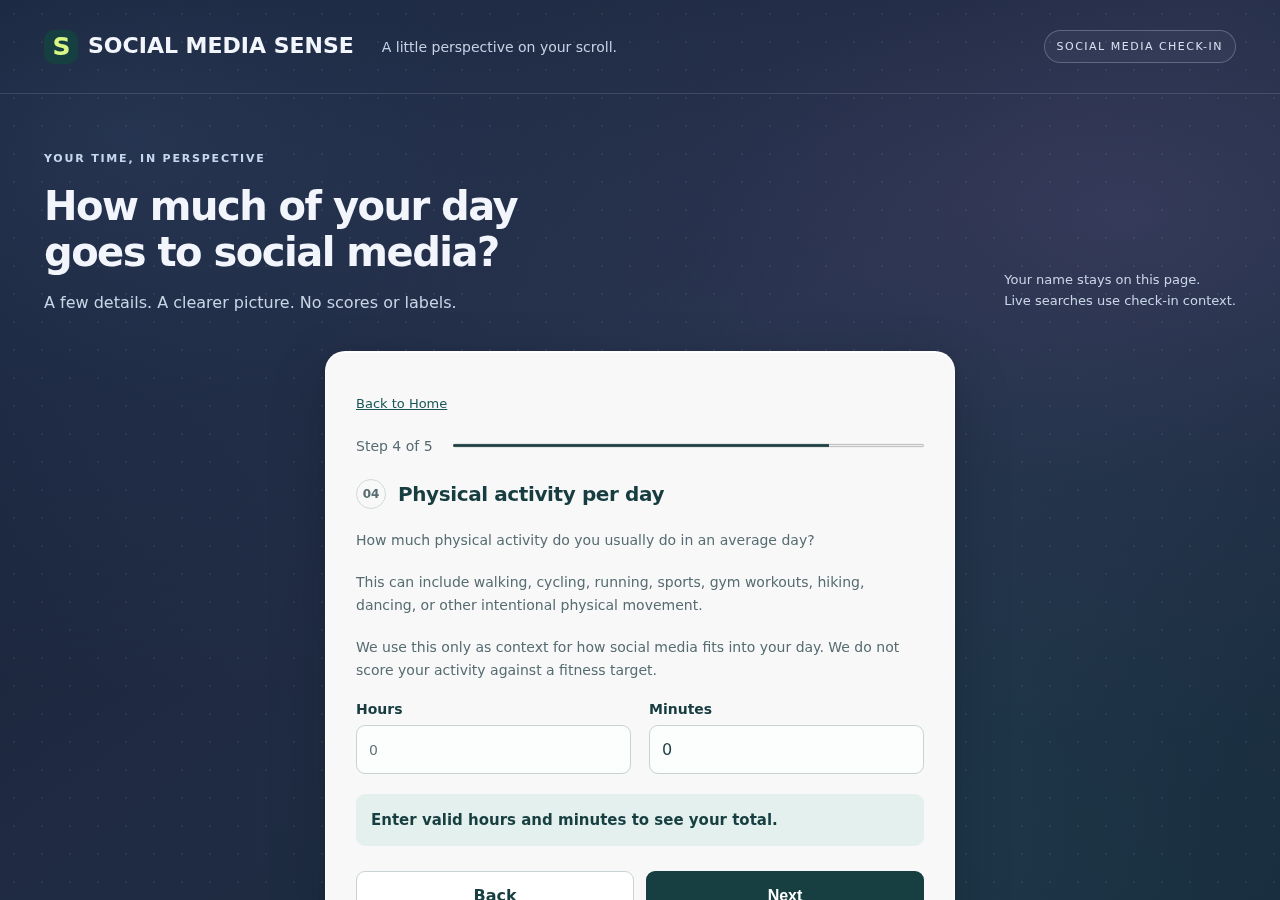 S SOCIAL MEDIA SENSE A little perspective on your scroll. SOCIAL MEDIA CHECK-IN
YOUR TIME, IN PERSPECTIVE
How much of your day
goes to social media?
A few details. A clearer picture. No scores or labels.
Your name stays on this page.
Live searches use check-in context.
Back to Home
Step 4 of 5
04 Physical activity per day
How much physical activity do you usually do in an average day?
This can include walking, cycling, running, sports, gym workouts, hiking,
dancing, or other intentional physical movement.
We use this only as context for how social media fits into your day. We do not
score your activity against a fitness target.
Hours Minutes
0 0
Enter valid hours and minutes to see your total.
Back Next